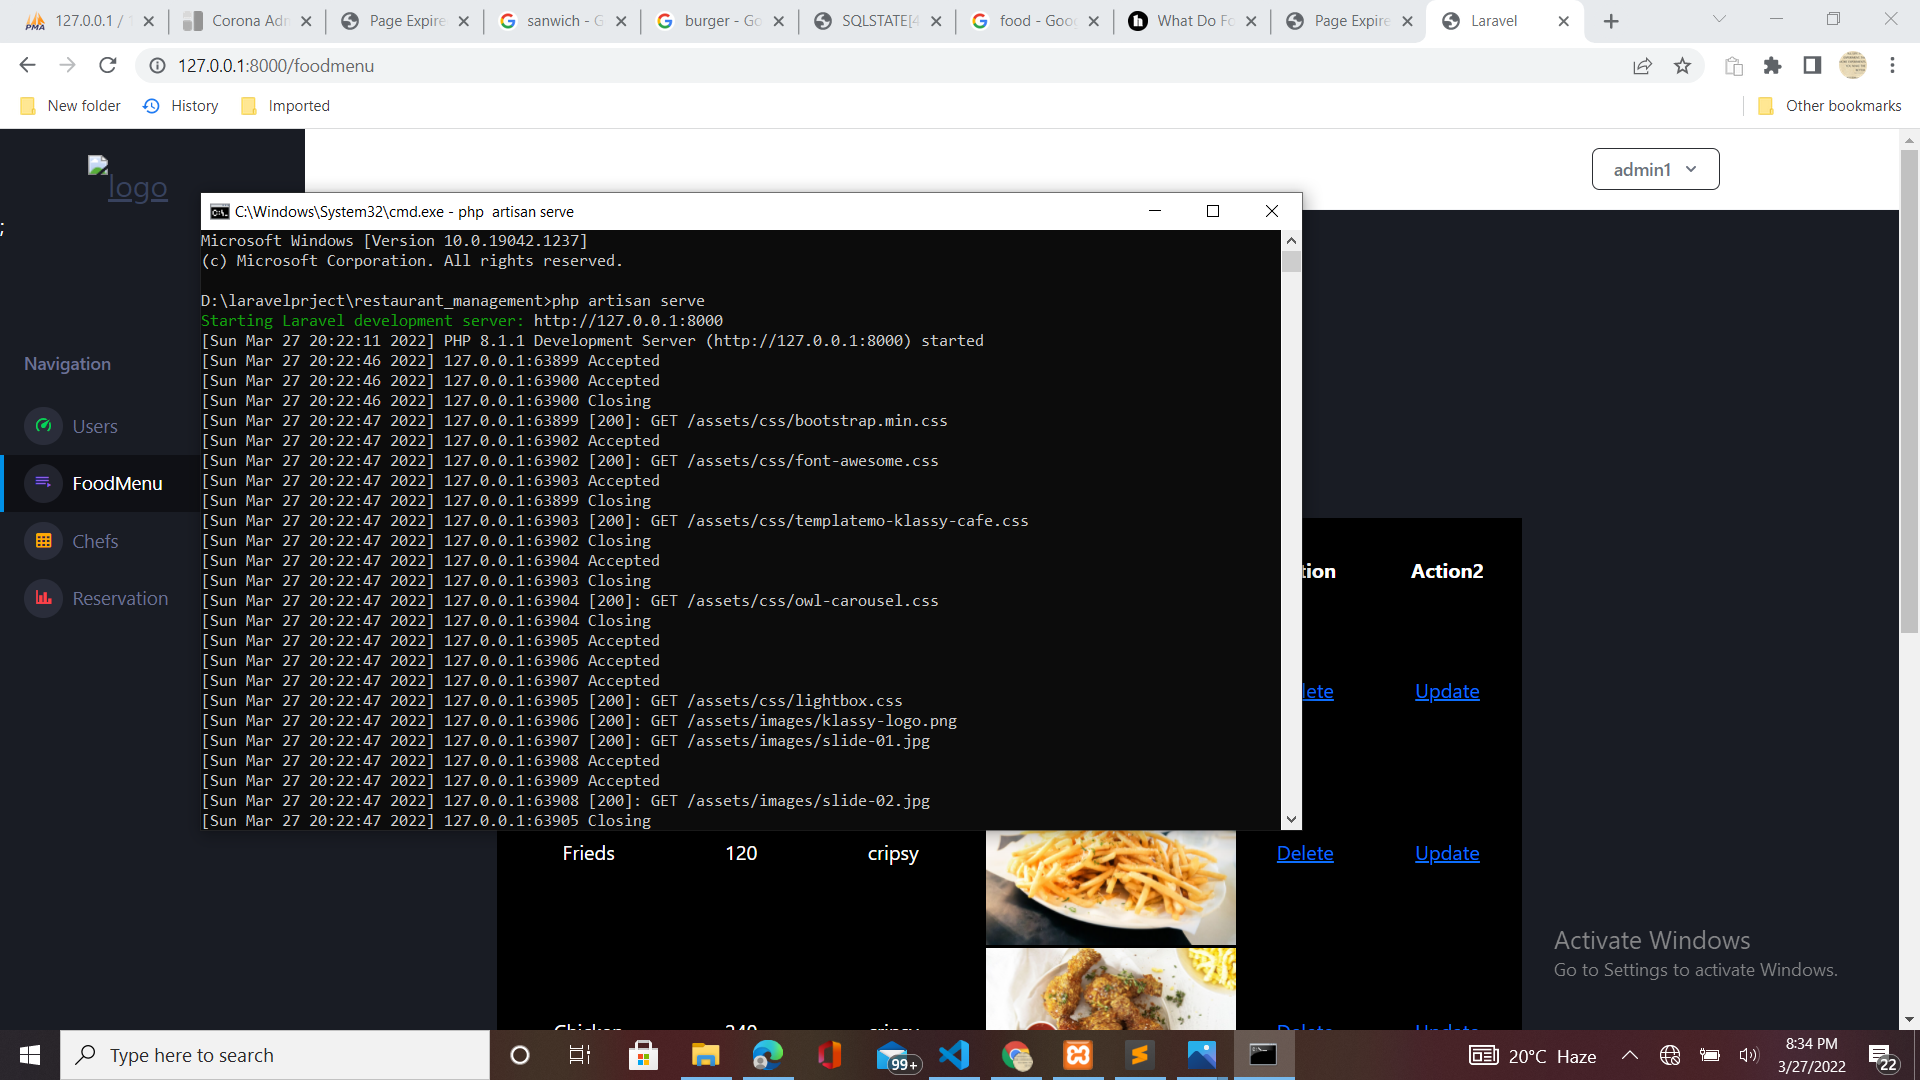 127.0.0.1 /
Corona Adm
Page Expire
sanwich - G
burger - Go
SQLSTATE[4
food - Goog
What Do Fo
Page Expire
Laravel
127.0.0.1:8000/foodmenu
New folder
History
Imported
Other bookmarks
logo
admin1
;
C:\Windows\System32\cmd.exe - php  artisan serve
Microsoft Windows [Version 10.0.19042.1237]
(c) Microsoft Corporation. All rights reserved.
D:\laravelprject\restaurant_management>php artisan serve
Starting Laravel development server: http://127.0.0.1:8000
[Sun Mar 27 20:22:11 2022] PHP 8.1.1 Development Server (http://127.0.0.1:8000) started
[Sun Mar 27 20:22:46 2022] 127.0.0.1:63899 Accepted
[Sun Mar 27 20:22:46 2022] 127.0.0.1:63900 Accepted
[Sun Mar 27 20:22:46 2022] 127.0.0.1:63900 Closing
[Sun Mar 27 20:22:47 2022] 127.0.0.1:63899 [200]: GET /assets/css/bootstrap.min.css
[Sun Mar 27 20:22:47 2022] 127.0.0.1:63902 Accepted
[Sun Mar 27 20:22:47 2022] 127.0.0.1:63902 [200]: GET /assets/css/font-awesome.css
[Sun Mar 27 20:22:47 2022] 127.0.0.1:63903 Accepted
[Sun Mar 27 20:22:47 2022] 127.0.0.1:63899 Closing
[Sun Mar 27 20:22:47 2022] 127.0.0.1:63903 [200]: GET /assets/css/templatemo-klassy-cafe.css
[Sun Mar 27 20:22:47 2022] 127.0.0.1:63902 Closing
[Sun Mar 27 20:22:47 2022] 127.0.0.1:63904 Accepted
[Sun Mar 27 20:22:47 2022] 127.0.0.1:63903 Closing
[Sun Mar 27 20:22:47 2022] 127.0.0.1:63904 [200]: GET /assets/css/owl-carousel.css
[Sun Mar 27 20:22:47 2022] 127.0.0.1:63904 Closing
[Sun Mar 27 20:22:47 2022] 127.0.0.1:63905 Accepted
[Sun Mar 27 20:22:47 2022] 127.0.0.1:63906 Accepted
[Sun Mar 27 20:22:47 2022] 127.0.0.1:63907 Accepted
[Sun Mar 27 20:22:47 2022] 127.0.0.1:63905 [200]: GET /assets/css/lightbox.css
[Sun Mar 27 20:22:47 2022] 127.0.0.1:63906 [200]: GET /assets/images/klassy-logo.png
[Sun Mar 27 20:22:47 2022] 127.0.0.1:63907 [200]: GET /assets/images/slide-01.jpg
[Sun Mar 27 20:22:47 2022] 127.0.0.1:63908 Accepted
[Sun Mar 27 20:22:47 2022] 127.0.0.1:63909 Accepted
[Sun Mar 27 20:22:47 2022] 127.0.0.1:63908 [200]: GET /assets/images/slide-02.jpg
[Sun Mar 27 20:22:47 2022] 127.0.0.1:63905 Closing
Navigation
Users
FoodMenu
Chefs
Reservation
tion Action2
lete Update
Frieds 120 cripsy Delete Update
Chicken 240 cripsy Delete Update
Activate Windows
Go to Settings to activate Windows.
Type here to search
99+
20°C Haze
8:34 PM
3/27/2022
22